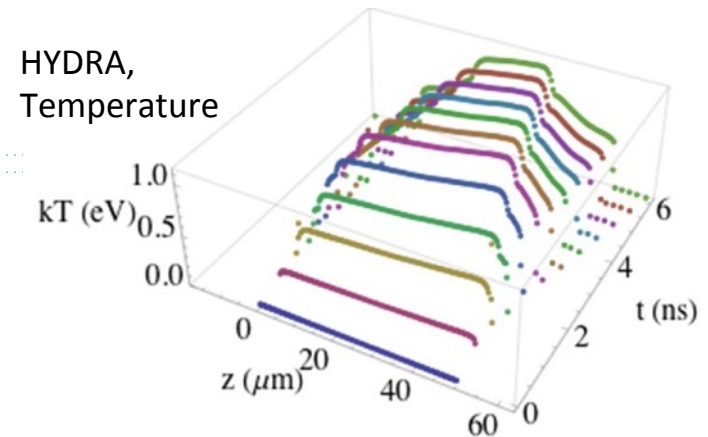 HYDRA,
Temperature
1.0
kT (eV)
0.5
0.0
0
20
40
60
z (μm)
0
2
4
6
t (ns)